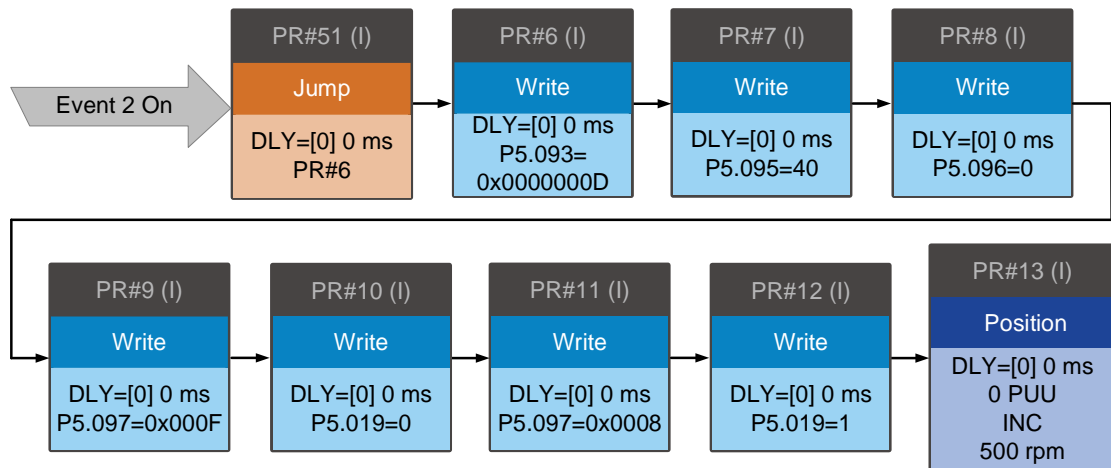 Event 2 On
PR#51 (I)
Jump
DLY=[0] 0 ms
PR#6
PR#6 (I)
Write
DLY=[0] 0 ms
P5.093=
0x0000000D
PR#7 (I)
Write
DLY=[0] 0 ms
P5.095=40
PR#8 (I)
Write
DLY=[0] 0 ms
P5.096=0
PR#9 (I)
Write
DLY=[0] 0 ms
P5.097=0x000F
PR#10 (I)
Write
DLY=[0] 0 ms
P5.019=0
PR#11 (I)
Write
DLY=[0] 0 ms
P5.097=0x0008
PR#12 (I)
Write
DLY=[0] 0 ms
P5.019=1
PR#13 (I)
Position
DLY=[0] 0 ms
0 PUU
INC
500 rpm